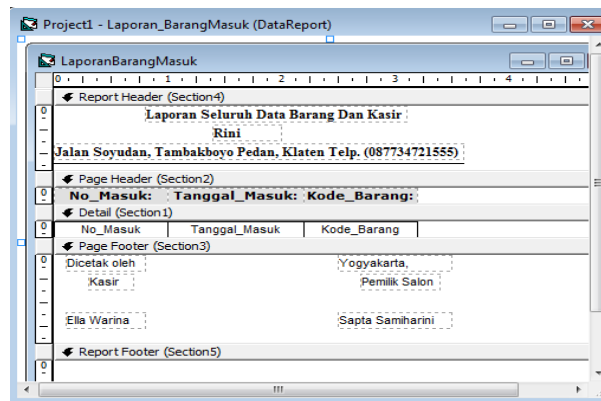 Project1 - Laporan_BarangMasuk (DataReport)
LaporanBarangMasuk
0 1 2 3 4
Report Header (Section4)
0
Laporan Seluruh Data Barang Dan Kasir
Rini
Jalan Soyudan, Tambakboyo Pedan, Klaten Telp. (087734721555)
Page Header (Section2)
0 No_Masuk: Tanggal_Masuk: Kode_Barang:
Detail (Section1)
0 No_Masuk Tanggal_Masuk Kode_Barang
Page Footer (Section3)
0 Dicetak oleh Yogyakarta,
Kasir Pemilik Salon
Ella Warina Sapta Samiharini
Report Footer (Section5)
0